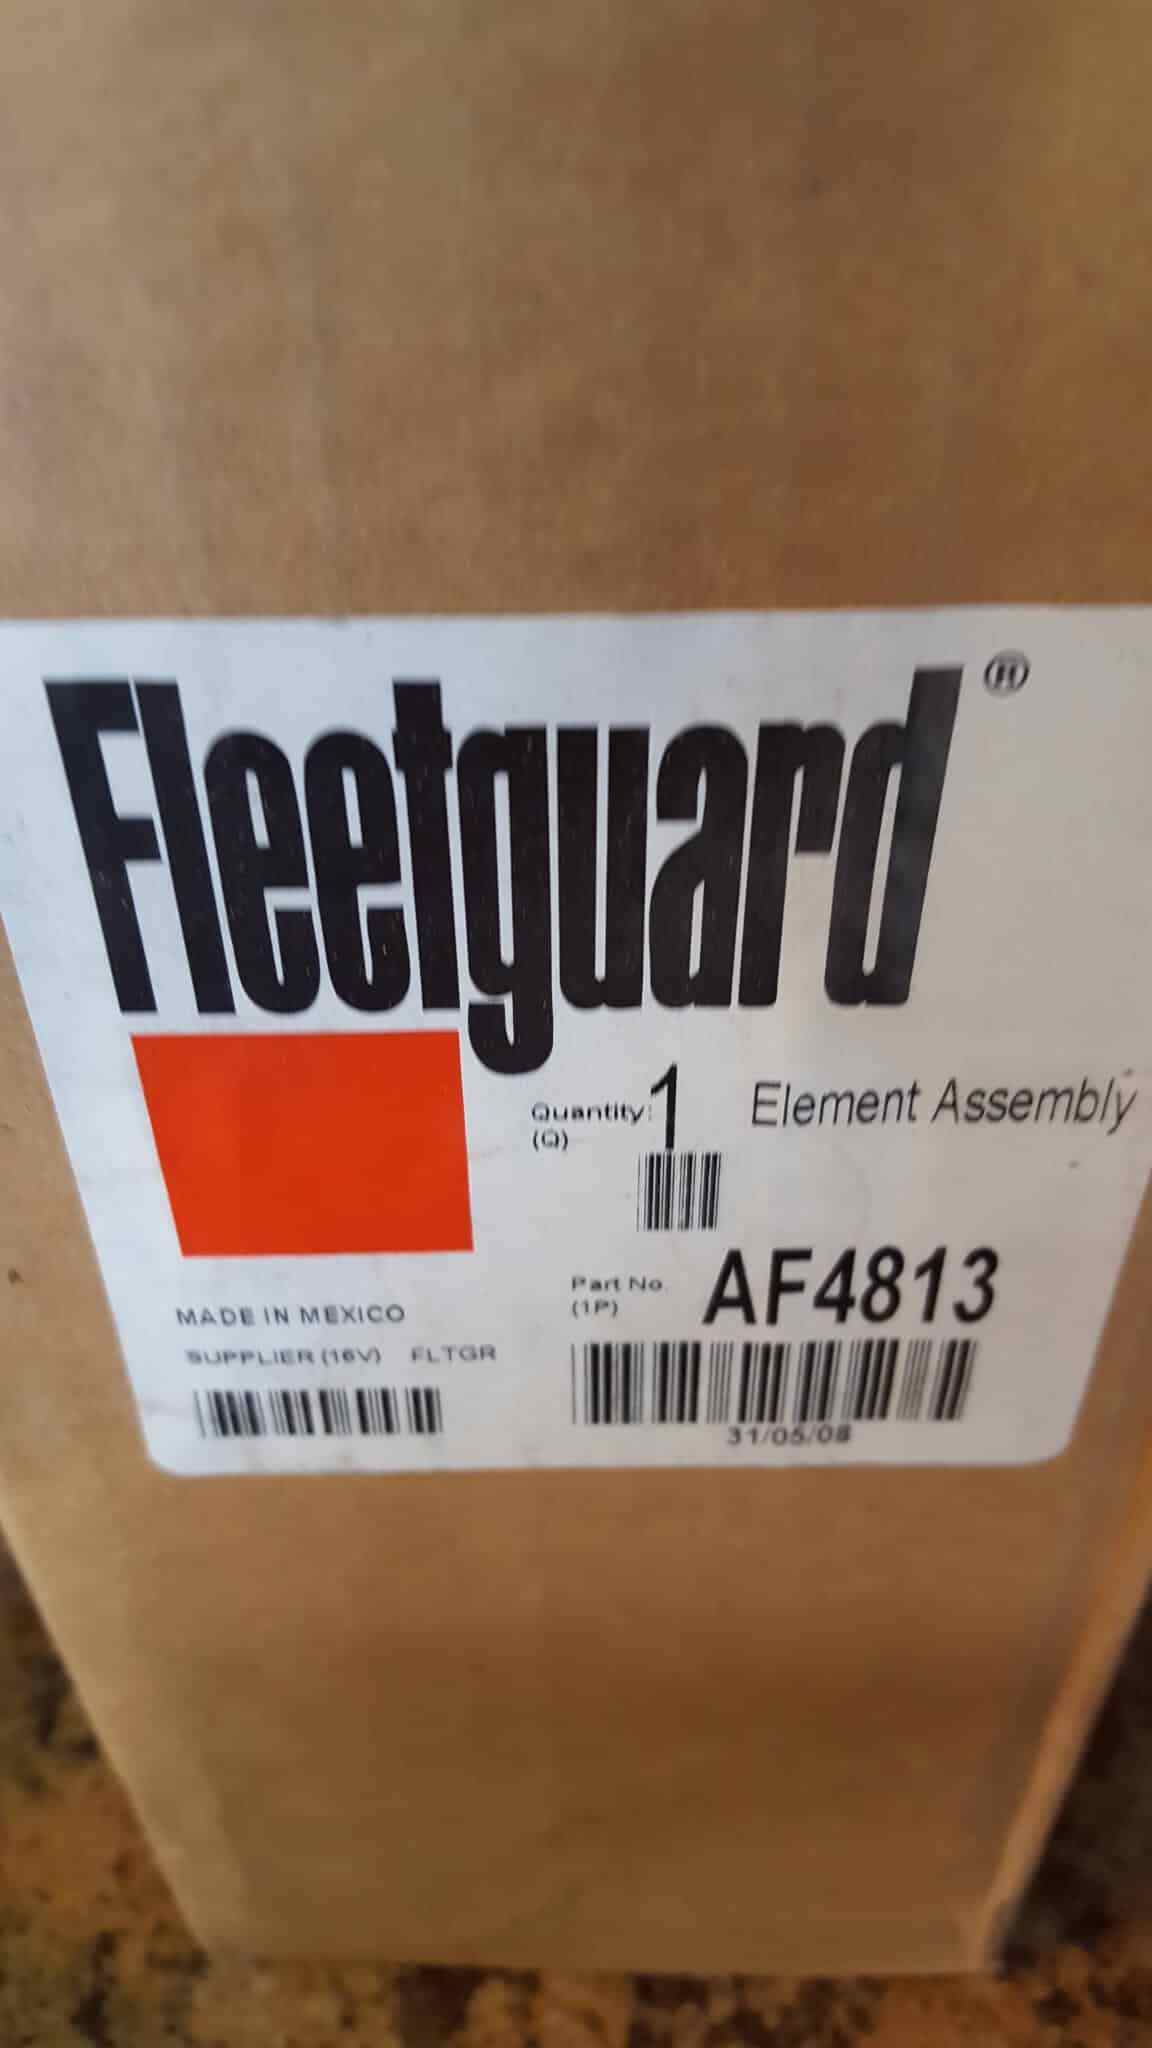 Fleetguard®
Quantity: 1 Element Assembly
(Q)
Part No. AF4813
(1P)
MADE IN MEXICO
SUPPLIER (16V) FLTGR
31/05/08